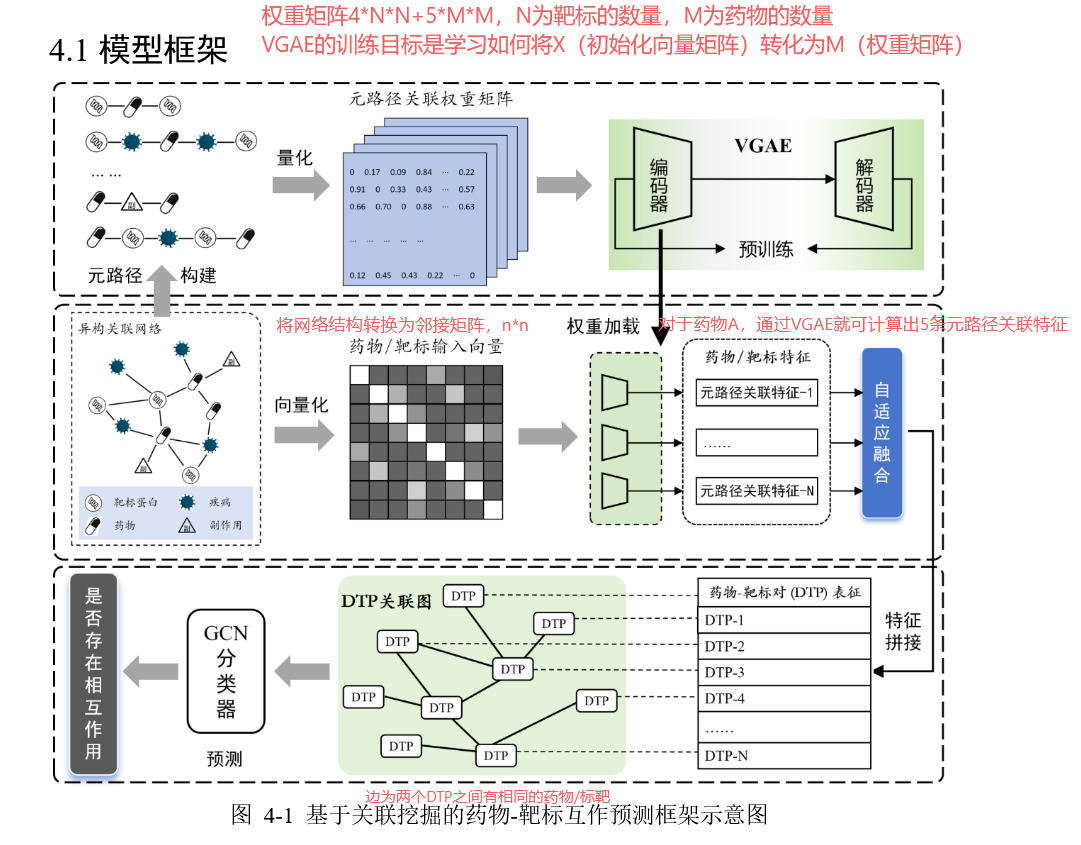 权重矩阵4*N*N+5*M*M，N为靶标的数量，M为药物的数量
VGAE的训练目标是学习如何将X（初始化向量矩阵）转化为M（权重矩阵）
4.1 模型框架
元路径关联权重矩阵
量化
0 0.17 0.09 0.84 ... 0.22
0.91 0 0.33 0.43 ... 0.57
0.66 0.70 0 0.88 ... 0.63
... ... ... ... ...
0.12 0.45 0.43 0.22 ... 0
... ...
副
元路径
构建
VGAE
编码器
解码器
预训练
异构关联网络
副
副
靶标蛋白
疾病
药物
副
副作用
将网络结构转换为邻接矩阵，n*n
药物/靶标输入向量
向量化
权重加载
对于药物A，通过VGAE就可计算出5条元路径关联特征
药物/靶标特征
元路径关联特征-1
......
元路径关联特征-N
自适应融合
特征
拼接
药物-靶标对 (DTP) 表征
DTP-1
DTP-2
DTP-3
DTP-4
......
DTP-N
DTP关联图
DTP
DTP
DTP
DTP
DTP
DTP
DTP
DTP
DTP
GCN
分
类
器
预测
是否存在相互作用
边为两个DTP之间有相同的药物/标靶
图 4-1 基于关联挖掘的药物-靶标互作预测框架示意图